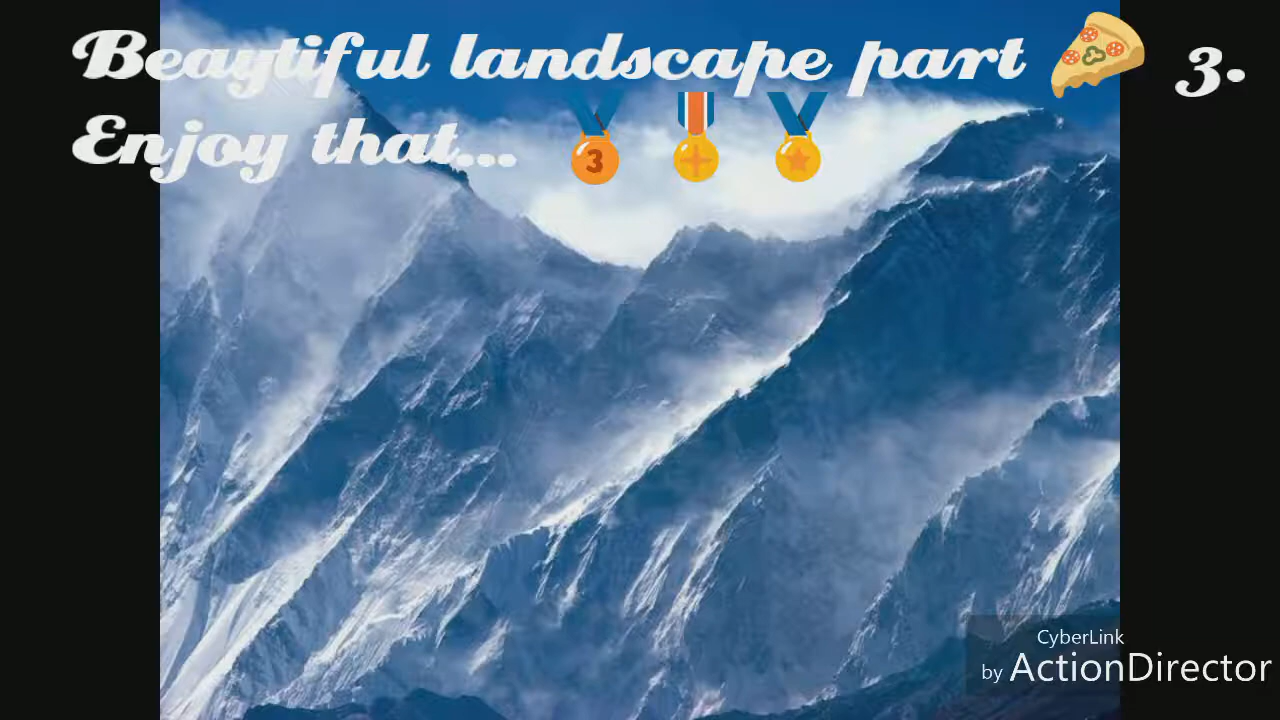 Beaytiful landscape part 🍕 3.
Enjoy that... 🥉 🏅 🏅
CyberLink
by ActionDirector